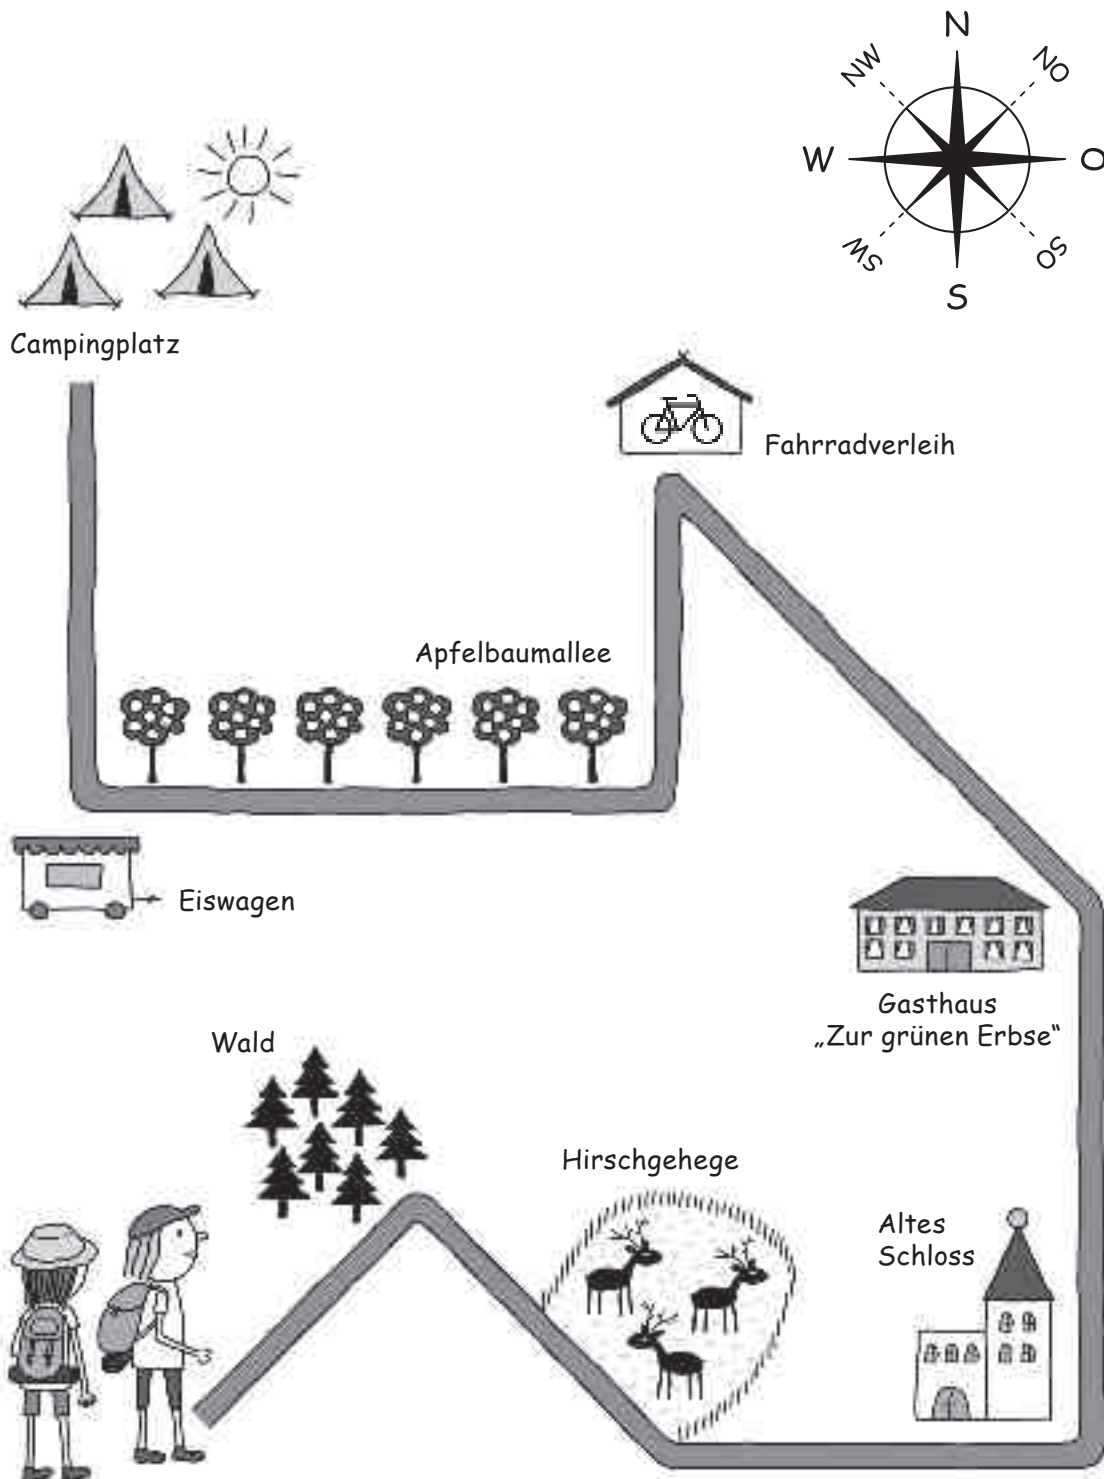 N
NW
NO
W
O
SW
SO
S
Campingplatz
Fahrradverleih
Apfelbaumallee
Eiswagen
Gasthaus
„Zur grünen Erbse“
Wald
Hirschgehege
Altes
Schloss